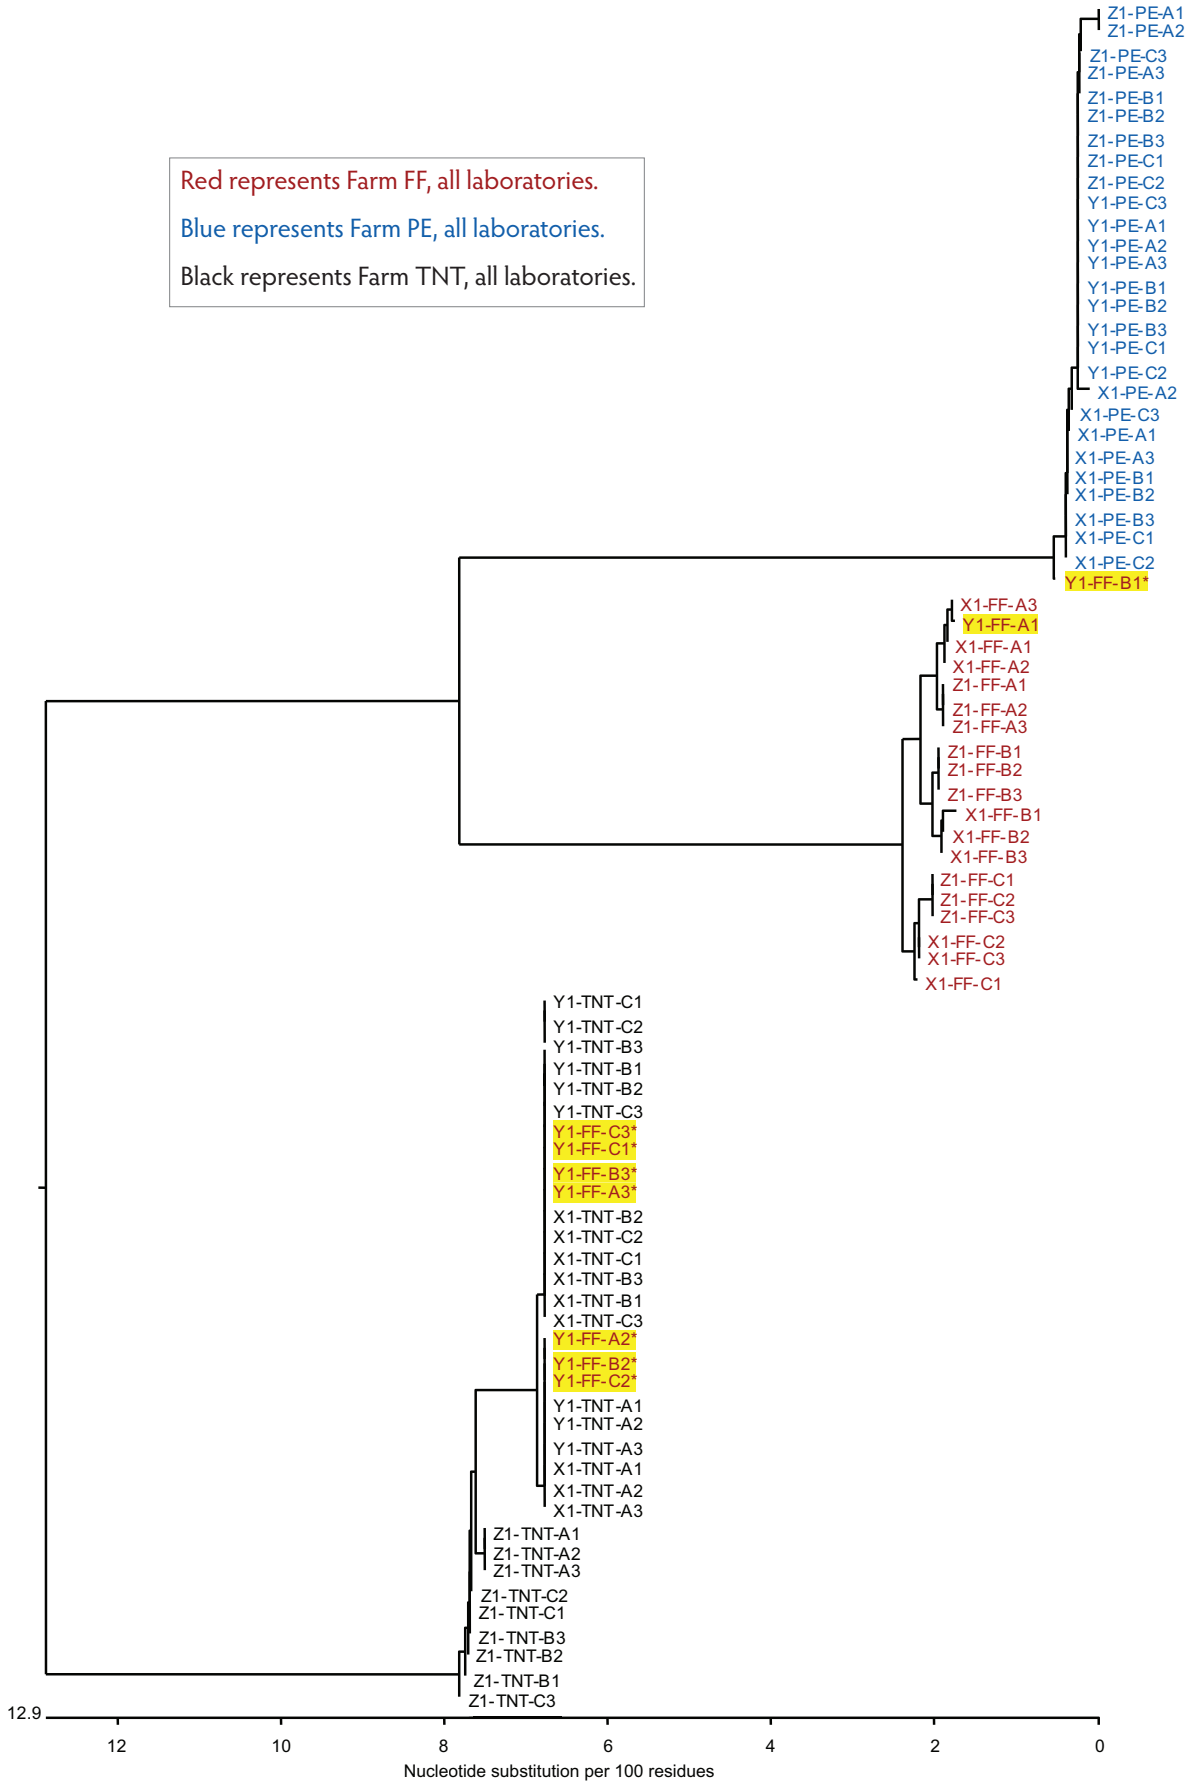 Z1-PE-A1
Z1-PE-A2
Z1-PE-C3
Z1-PE-A3
Z1-PE-B1
Z1-PE-B2
Z1-PE-B3
Z1-PE-C1
Z1-PE-C2
Y1-PE-C3
Y1-PE-A1
Y1-PE-A2
Y1-PE-A3
Y1-PE-B1
Y1-PE-B2
Y1-PE-B3
Y1-PE-C1
Y1-PE-C2
X1-PE-A2
X1-PE-C3
X1-PE-A1
X1-PE-A3
X1-PE-B1
X1-PE-B2
X1-PE-B3
X1-PE-C1
X1-PE-C2
Y1-FF-B1*
Red represents Farm FF, all laboratories.
Blue represents Farm PE, all laboratories.
Black represents Farm TNT, all laboratories.
X1-FF-A3
Y1-FF-A1
X1-FF-A1
X1-FF-A2
Z1-FF-A1
Z1-FF-A2
Z1-FF-A3
Z1-FF-B1
Z1-FF-B2
Z1-FF-B3
X1-FF-B1
X1-FF-B2
X1-FF-B3
Z1-FF-C1
Z1-FF-C2
Z1-FF-C3
X1-FF-C2
X1-FF-C3
X1-FF-C1
Y1-TNT-C1
Y1-TNT-C2
Y1-TNT-B3
Y1-TNT-B1
Y1-TNT-B2
Y1-TNT-C3
Y1-FF-C3*
Y1-FF-C1*
Y1-FF-B3*
Y1-FF-A3*
X1-TNT-B2
X1-TNT-C2
X1-TNT-C1
X1-TNT-B3
X1-TNT-B1
X1-TNT-C3
Y1-FF-A2*
Y1-FF-B2*
Y1-FF-C2*
Y1-TNT-A1
Y1-TNT-A2
Y1-TNT-A3
X1-TNT-A1
X1-TNT-A2
X1-TNT-A3
Z1-TNT-A1
Z1-TNT-A2
Z1-TNT-A3
Z1-TNT-C2
Z1-TNT-C1
Z1-TNT-B3
Z1-TNT-B2
Z1-TNT-B1
Z1-TNT-C3
12.9
12 10 8 6 4 2 0
Nucleotide substitution per 100 residues